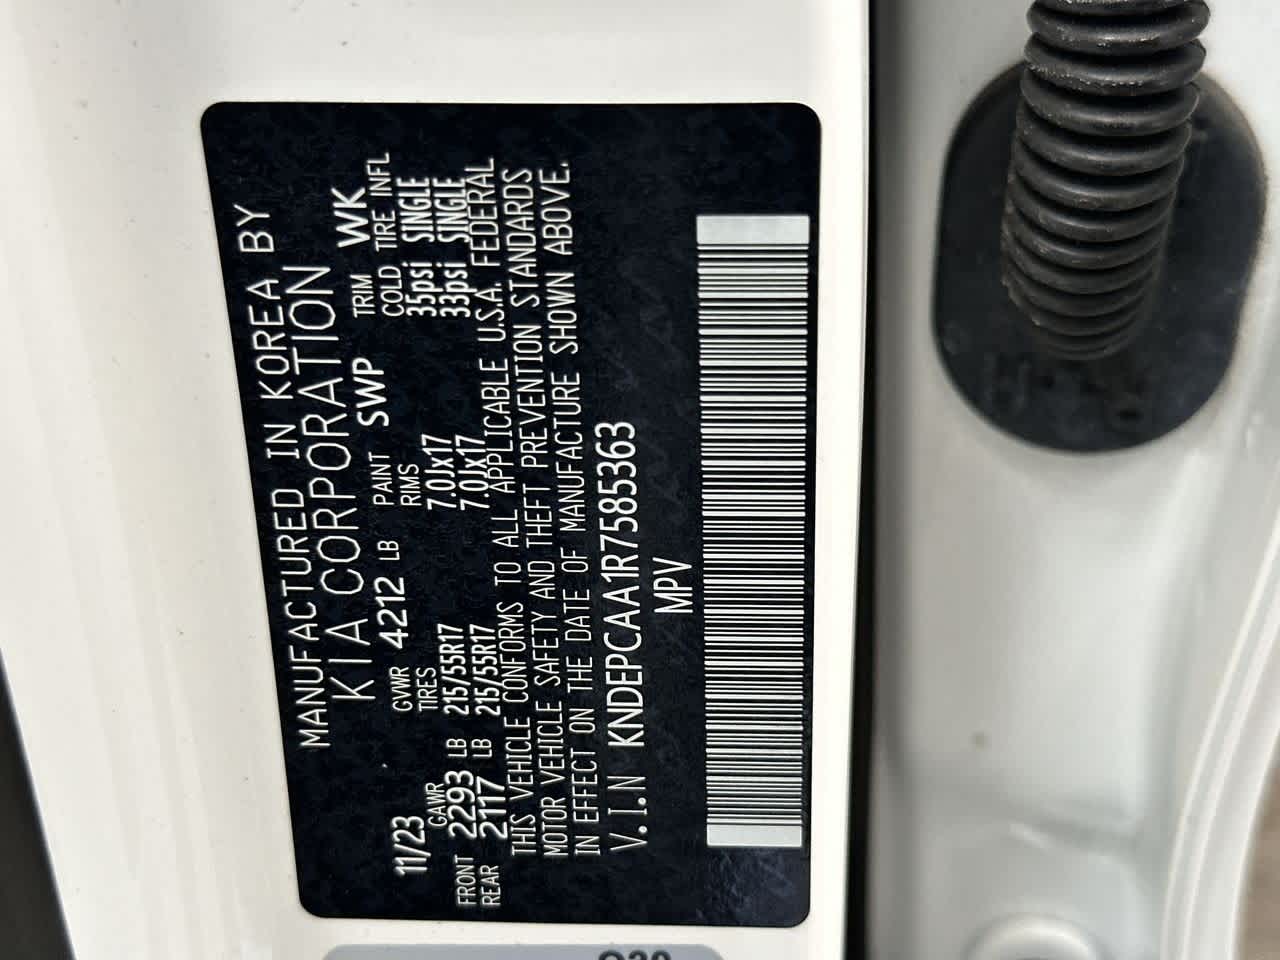 MANUFACTURED IN KOREA BY
KIA CORPORATION
11/23 GVWR 4212 LB PAINT SWP TRIM WK
GAWR TIRES RIMS COLD TIRE INFL
FRONT 2293 LB 215/55R17 7.0Jx17 35psi SINGLE
REAR 2117 LB 215/55R17 7.0Jx17 33psi SINGLE
THIS VEHICLE CONFORMS TO ALL APPLICABLE U.S.A. FEDERAL
MOTOR VEHICLE SAFETY AND THEFT PREVENTION STANDARDS
IN EFFECT ON THE DATE OF MANUFACTURE SHOWN ABOVE.
V.I.N KNDEPCAA1R7585363
MPV